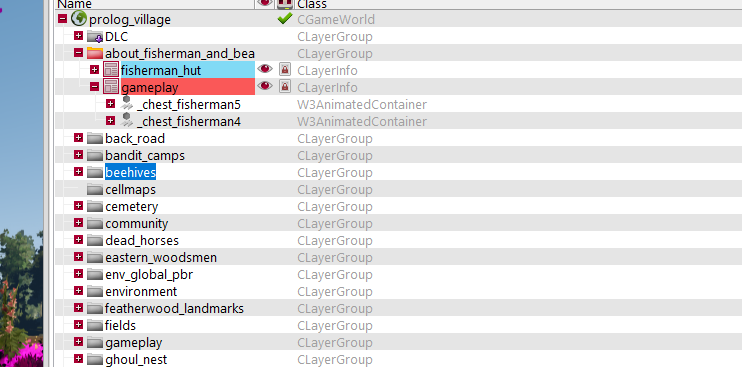 Name Class
prolog_village CGameWorld
DLC CLayerGroup
about_fisherman_and_bea CLayerGroup
fisherman_hut CLayerInfo
gameplay CLayerInfo
_chest_fisherman5 W3AnimatedContainer
_chest_fisherman4 W3AnimatedContainer
back_road CLayerGroup
bandit_camps CLayerGroup
beehives CLayerGroup
cellmaps CLayerGroup
cemetery CLayerGroup
community CLayerGroup
dead_horses CLayerGroup
eastern_woodsmen CLayerGroup
env_global_pbr CLayerGroup
environment CLayerGroup
featherwood_landmarks CLayerGroup
fields CLayerGroup
gameplay CLayerGroup
ghoul_nest CLayerGroup